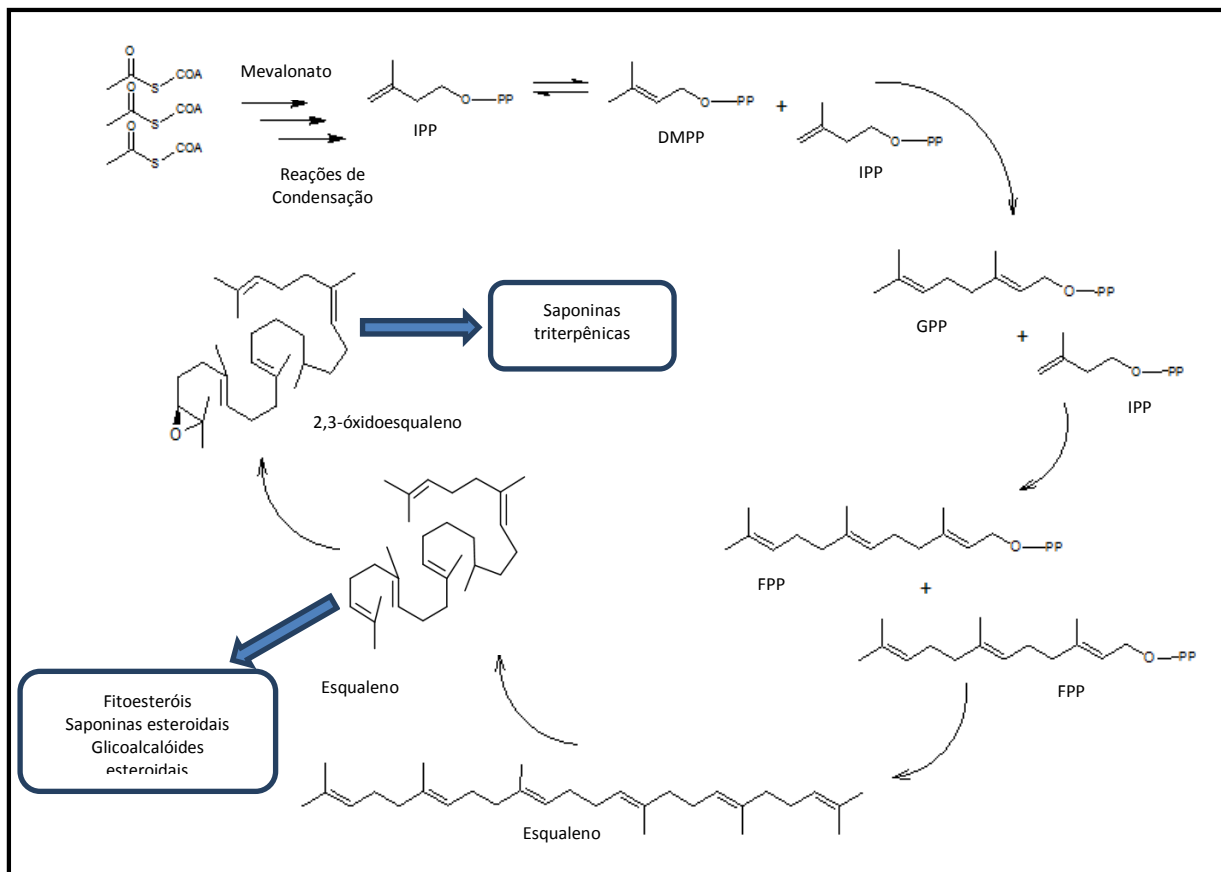 O
S
COA
O
S
COA
O
S
COA
Mevalonato
Reações de
Condensação
O
PP
IPP
O
PP
DMPP
+
O
PP
IPP
O
PP
GPP
+
O
PP
IPP
Saponinas
triterpênicas
O
2,3-óxidoesqualeno
O
PP
FPP
+
O
PP
FPP
Esqualeno
Fitoesteróis
Saponinas esteroidais
Glicoalcalóides
esteroidais
Esqualeno